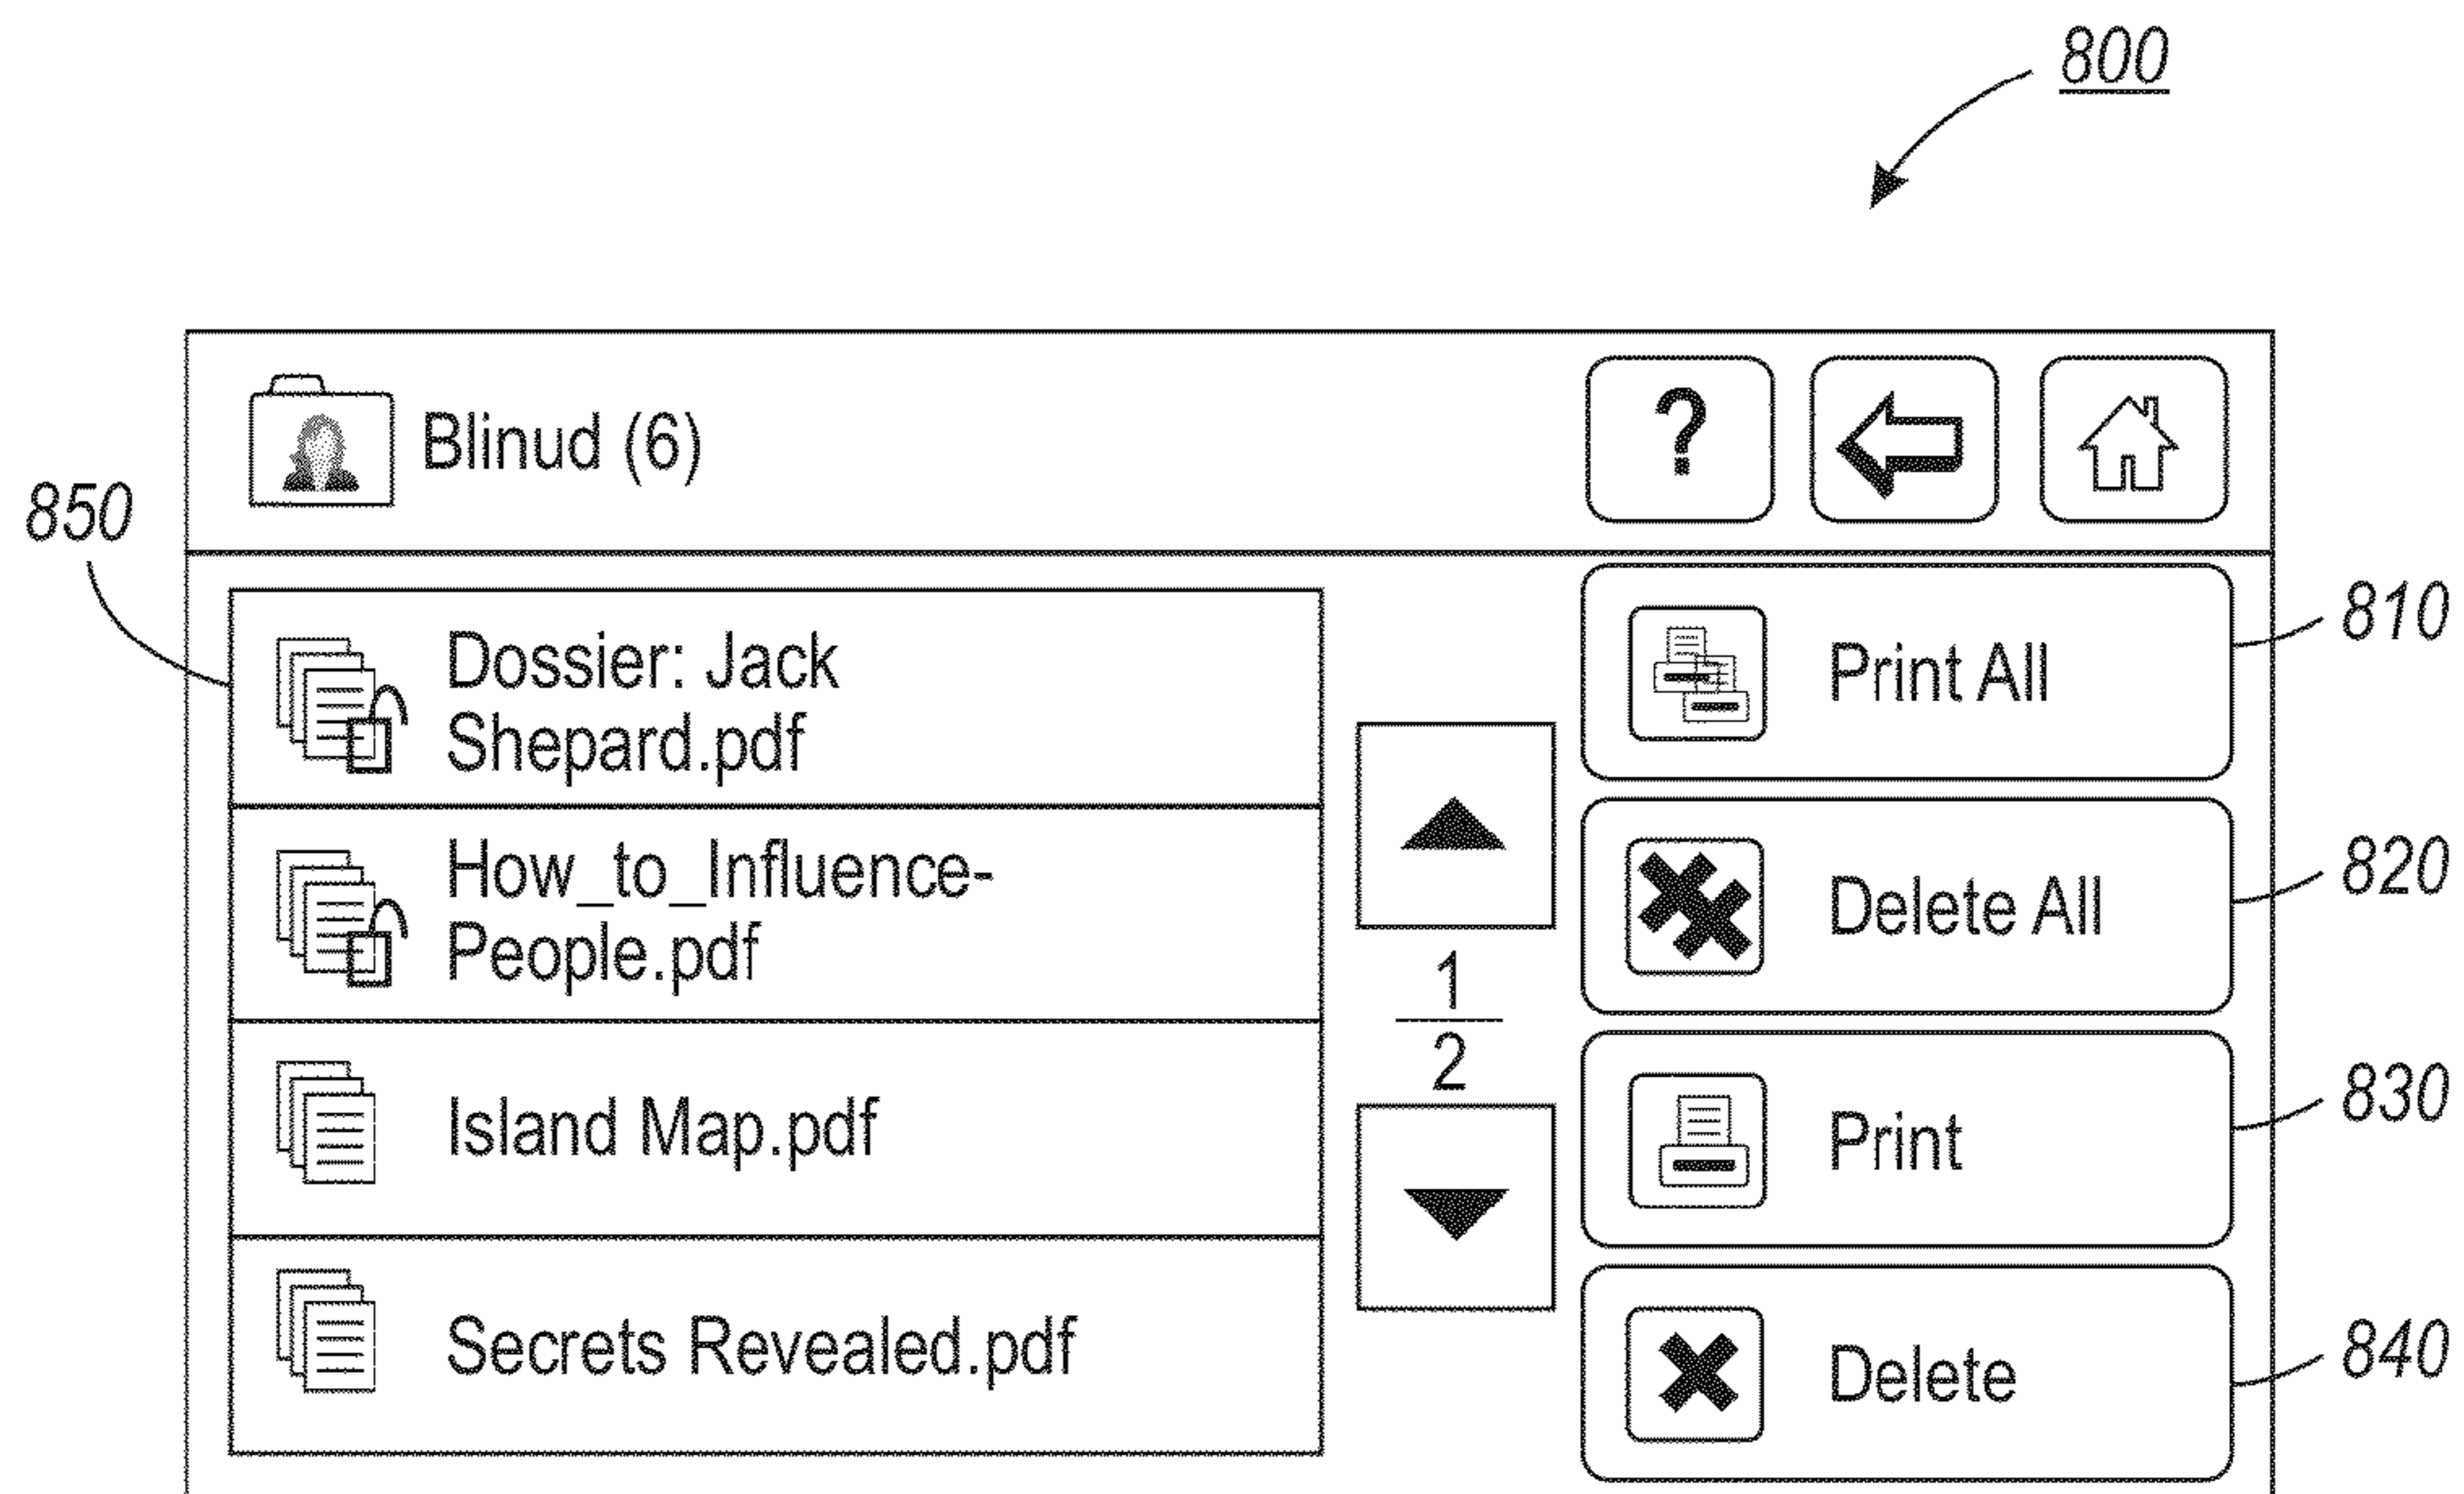 800
Blinud (6)
?
850
Dossier: Jack
Shepard.pdf
How_to_Influence-
People.pdf
Island Map.pdf
Secrets Revealed.pdf
1
2
Print All
810
Delete All
820
Print
830
Delete
840